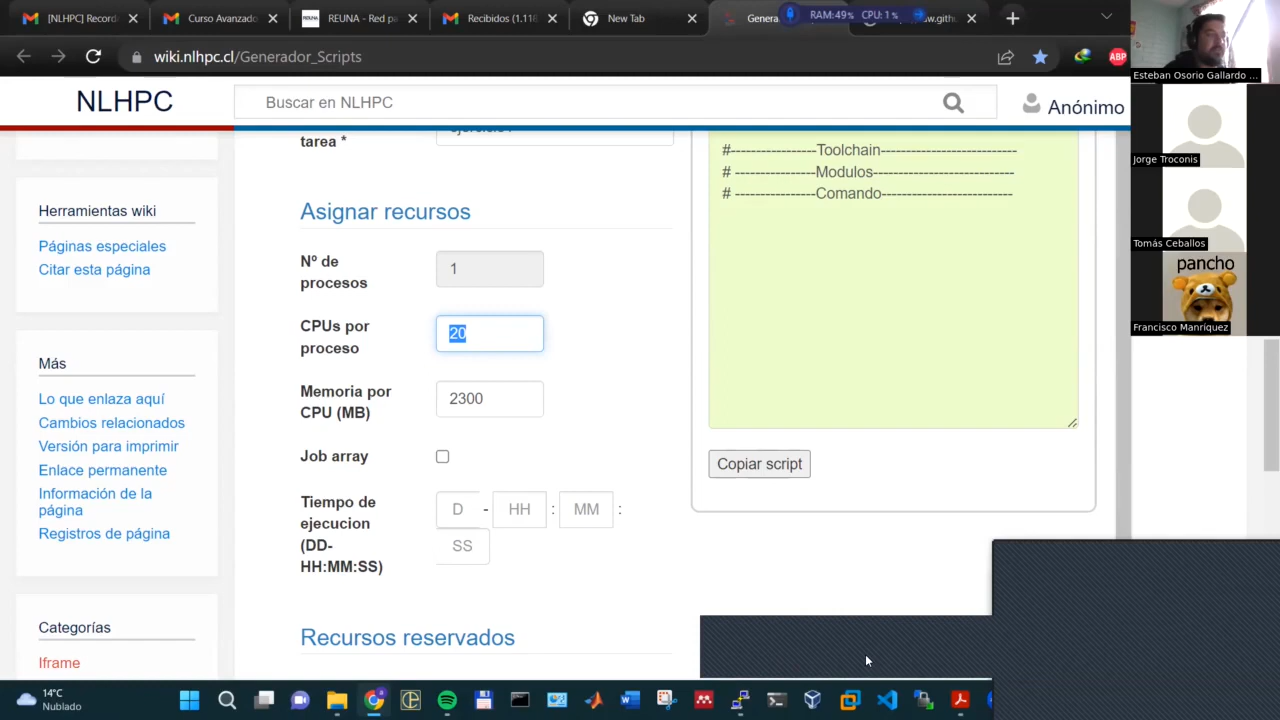 [NLHPC] Record
Curso Avanzado
REUNA - Red pa
Recibidos (1.118
New Tab
Genera
RAM:49% CPU: 1%
wiki.nlhpc.cl/Generador_Scripts
ABP
NLHPC
Buscar en NLHPC
Anónimo
Herramientas wiki
Páginas especiales
Citar esta página
Más
Lo que enlaza aquí
Cambios relacionados
Versión para imprimir
Enlace permanente
Información de la
página
Registros de página
Categorías
Iframe
tarea *
Asignar recursos
Nº de
procesos
1
CPUs por
proceso
20
Memoria por
CPU (MB)
2300
Job array
Tiempo de
ejecucion
(DD-
HH:MM:SS)
D - HH : MM :
SS
Recursos reservados
#-----------------Toolchain---------------------------
# ----------------Modulos----------------------------
# ----------------Comando--------------------------
Copiar script
Esteban Osorio Gallardo ...
Jorge Troconis
Tomás Ceballos
pancho
Francisco Manríquez
14°C
Nublado